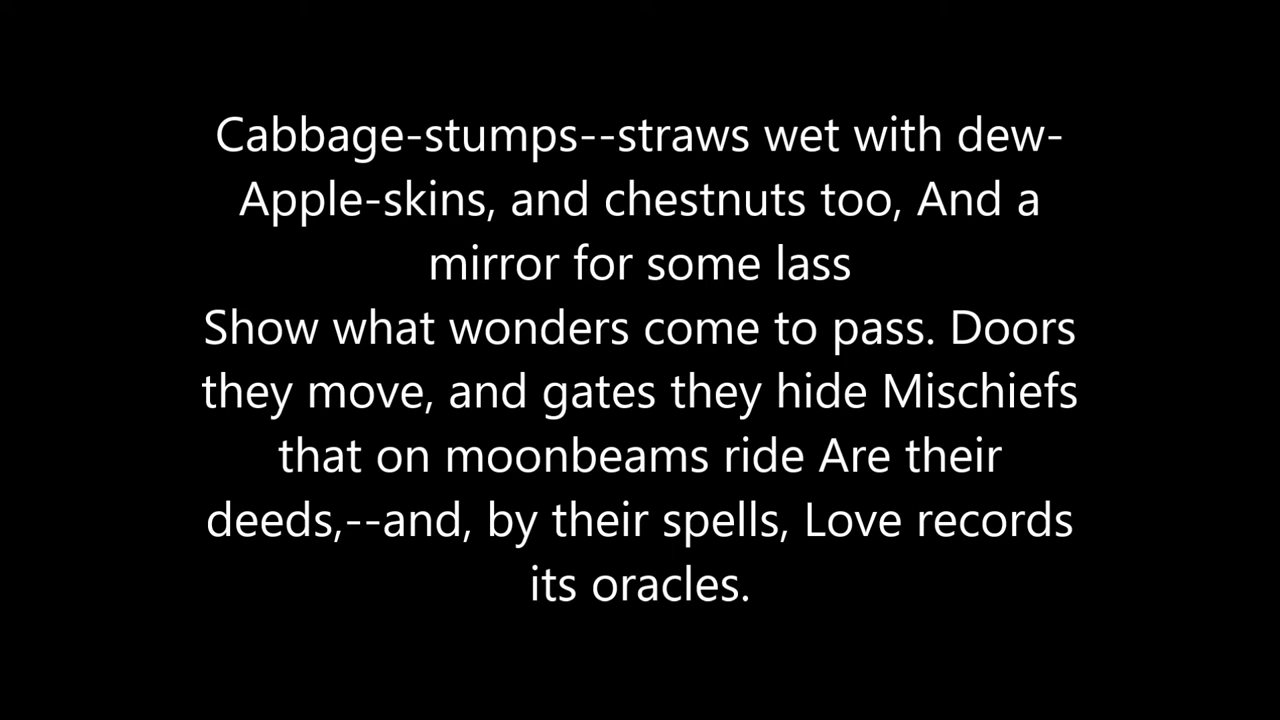 Cabbage-stumps--straws wet with dew-
Apple-skins, and chestnuts too, And a
mirror for some lass
Show what wonders come to pass. Doors
they move, and gates they hide Mischiefs
that on moonbeams ride Are their
deeds,--and, by their spells, Love records
its oracles.